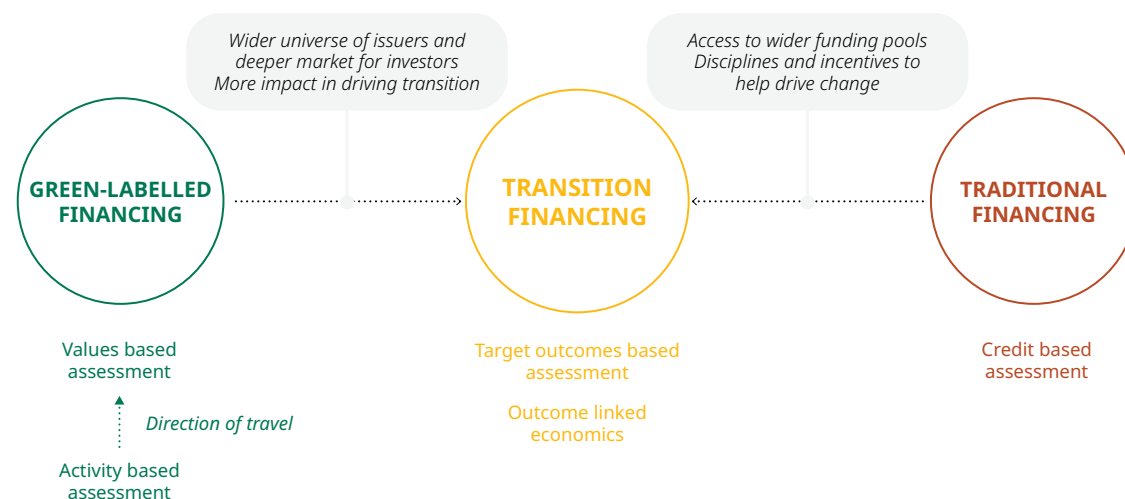 Wider universe of issuers and
deeper market for investors
More impact in driving transition
Access to wider funding pools
Disciplines and incentives to
help drive change
GREEN-LABELLED
FINANCING
TRANSITION
FINANCING
TRADITIONAL
FINANCING
Values based
assessment
Direction of travel
Activity based
assessment
Target outcomes based
assessment
Outcome linked
economics
Credit based
assessment